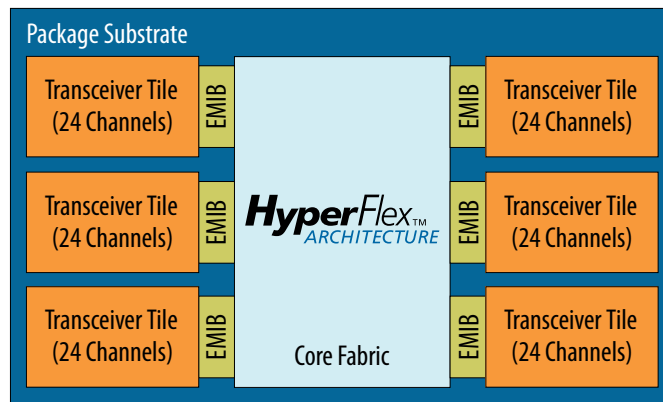 Package Substrate
Transceiver Tile
(24 Channels)
EMIB
EMIB
Transceiver Tile
(24 Channels)
Transceiver Tile
(24 Channels)
EMIB
HyperFlex™
ARCHITECTURE
EMIB
Transceiver Tile
(24 Channels)
Transceiver Tile
(24 Channels)
EMIB
Core Fabric
EMIB
Transceiver Tile
(24 Channels)